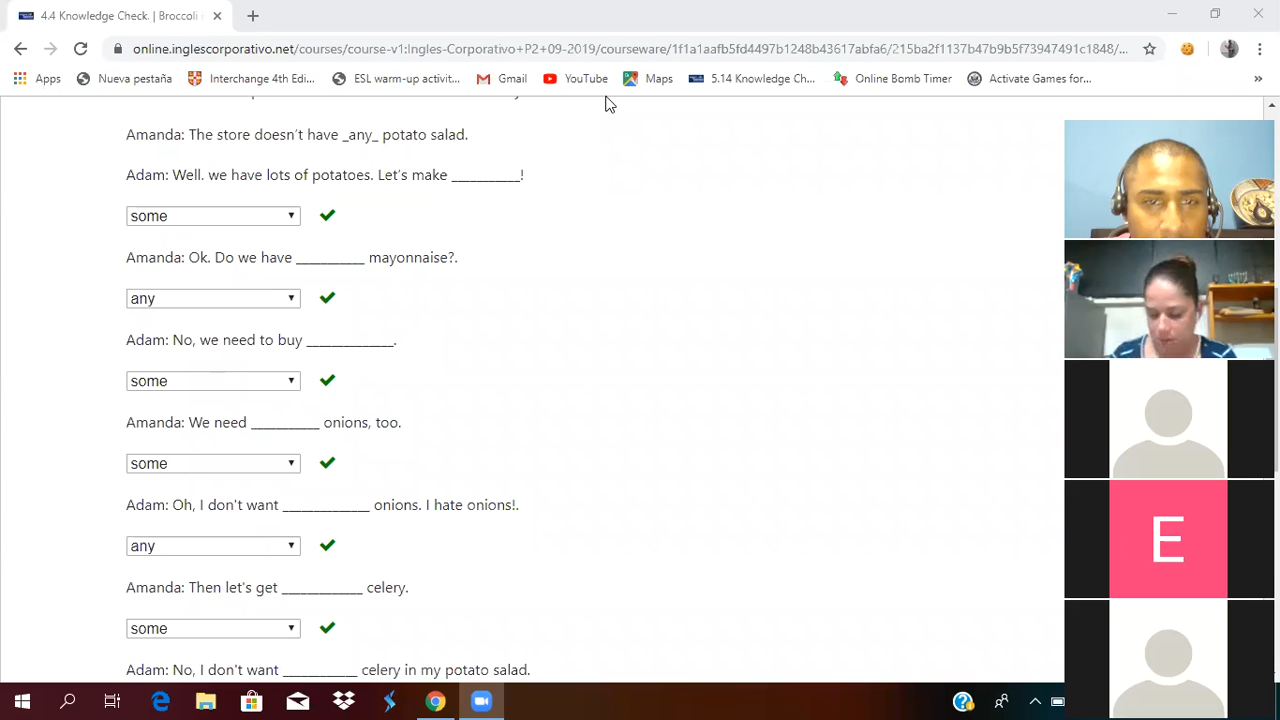 4.4 Knowledge Check. | Broccoli
online.inglescorporativo.net/courses/course-v1:Ingles-Corporativo+P2+09-2019/courseware/1f1a1aafb5fd4497b1248b43617abfa6/215ba2f1137b47b9b5f73947491c1848/...
Apps Nueva pestaña Interchange 4th Edi... ESL warm-up activit... Gmail YouTube Maps 5.14 Knowledge Ch... Online Bomb Timer Activate Games for... »
Amanda: The store doesn't have _any_ potato salad.
Adam: Well. we have lots of potatoes. Let's make __________!
some
Amanda: Ok. Do we have __________ mayonnaise?.
any
Adam: No, we need to buy _____________.
some
Amanda: We need __________ onions, too.
some
Adam: Oh, I don't want _____________ onions. I hate onions!.
any
Amanda: Then let's get ____________ celery.
some
Adam: No, I don't want ____________ celery in my potato salad.
E